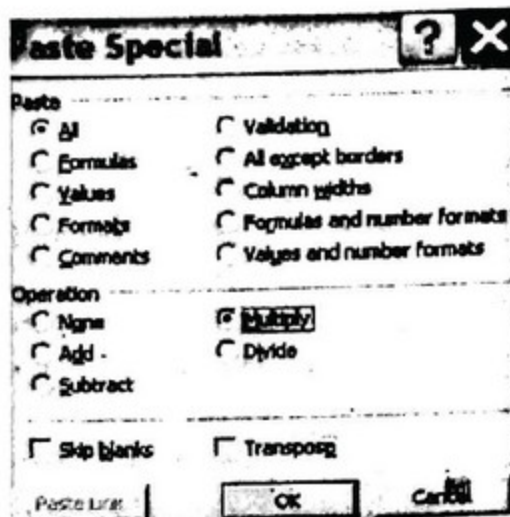 Paste Special
Paste
All
Validation
Formulas
All except borders
Values
Column widths
Formats
Formulas and number formats
Comments
Values and number formats
Operation
None
Multiply
Add
Divide
Subtract
Skip blanks
Transpose
Paste Link
OK
Cancel